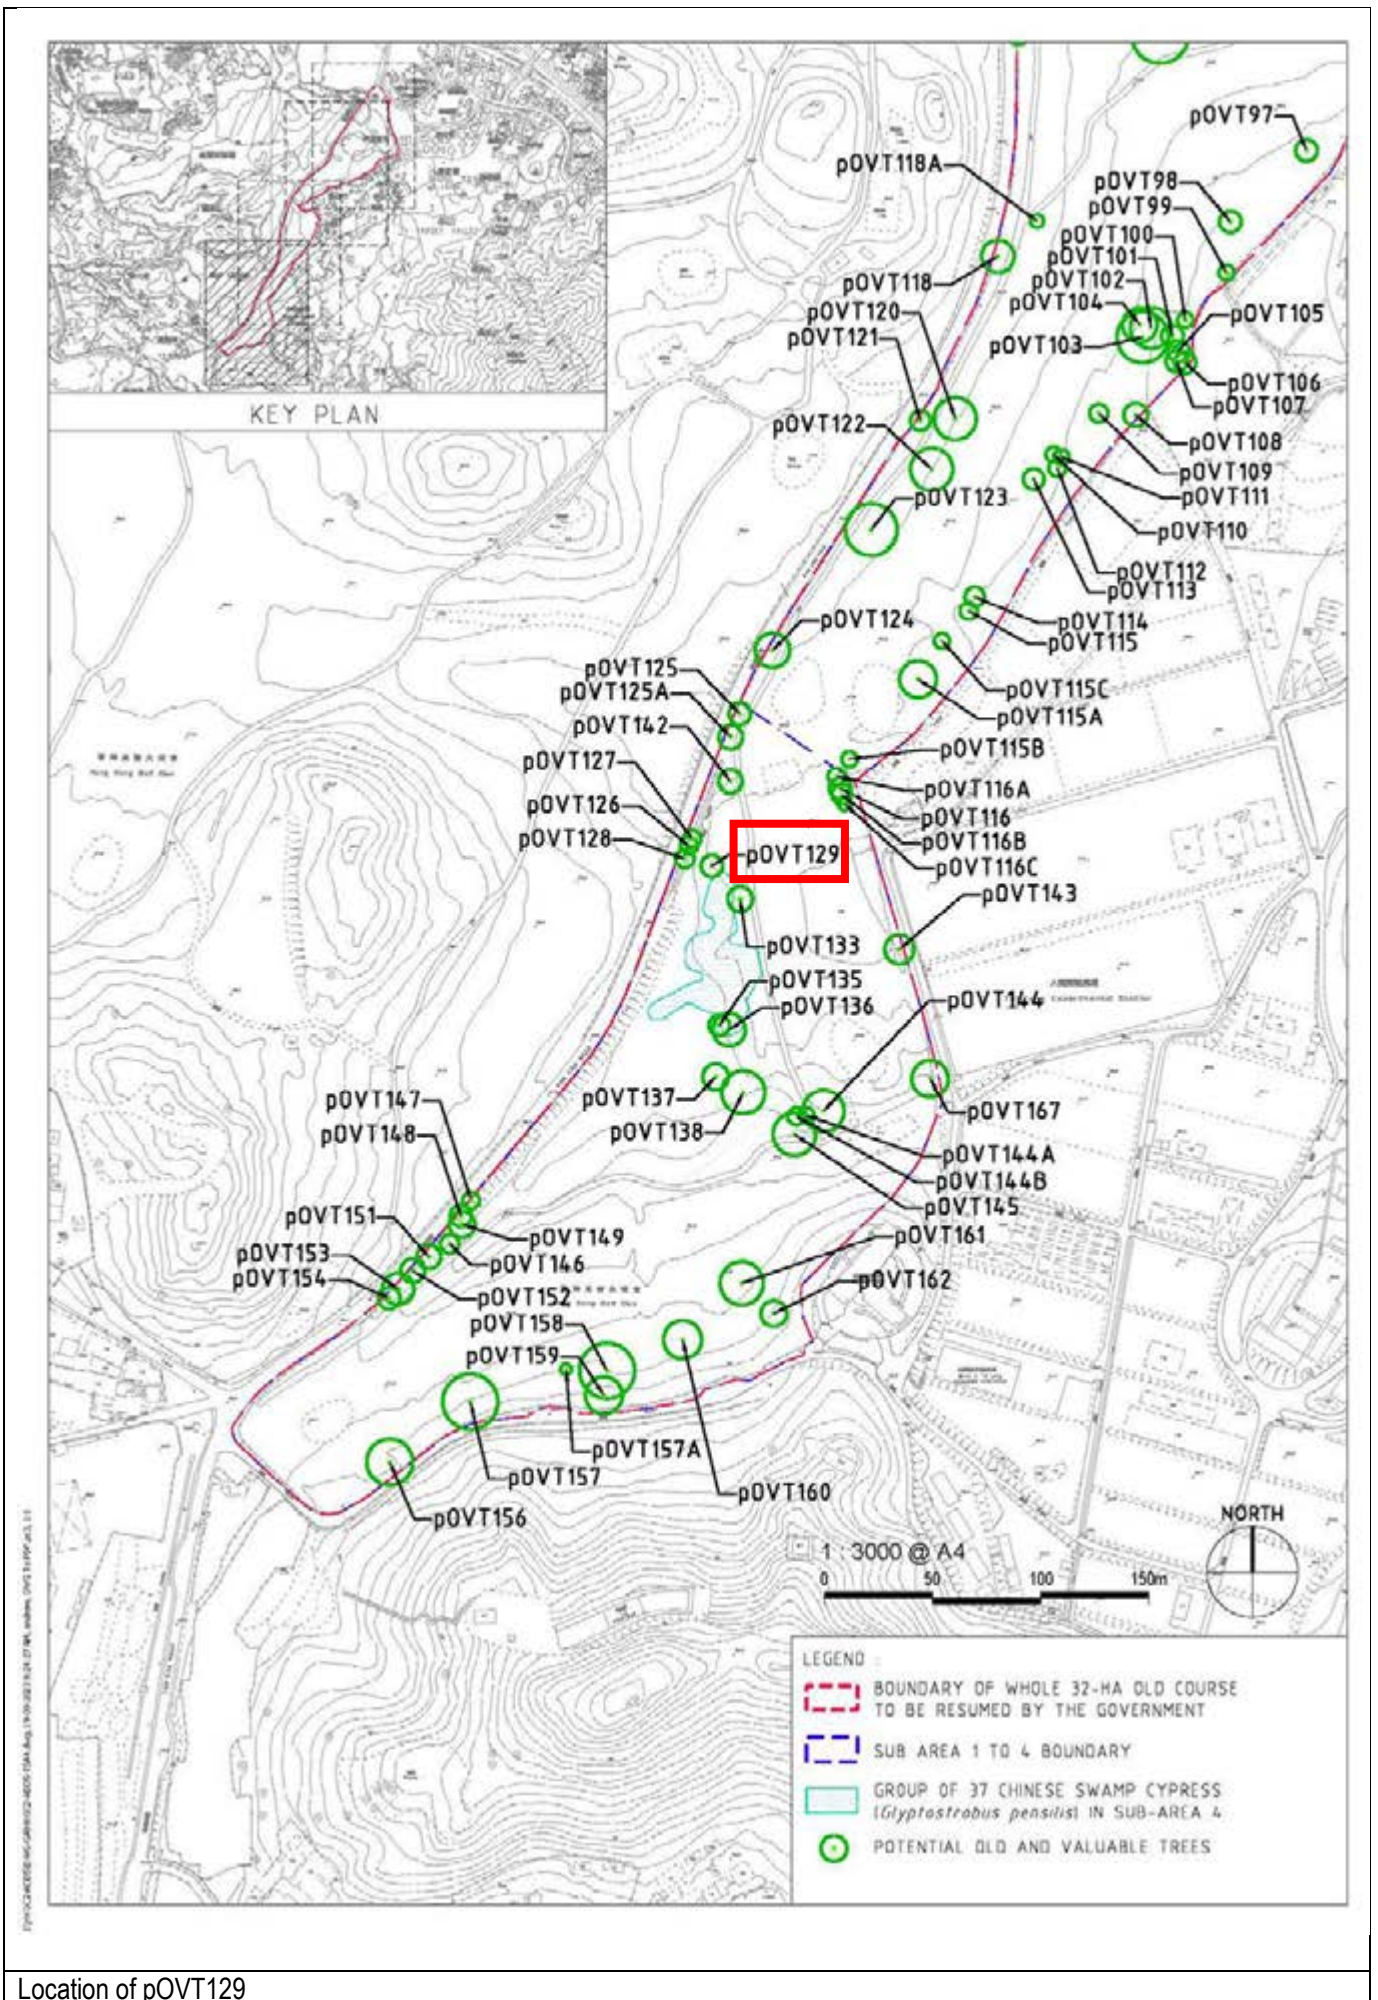 KEY PLAN
pOVT97
pOVT118A
pOVT98
pOVT99
pOVT100
pOVT101
pOVT102
pOVT104
pOVT118
pOVT120
pOVT105
pOVT121
pOVT103
pOVT106
pOVT107
pOVT122
pOVT108
pOVT109
pOVT123
pOVT111
pOVT110
pOVT112
pOVT113
pOVT124
pOVT114
pOVT115
pOVT125
pOVT125A
pOVT115C
pOVT142
pOVT115A
pOVT127
pOVT115B
pOVT126
pOVT116A
pOVT128
pOVT116
pOVT129
pOVT116B
pOVT116C
pOVT143
pOVT133
pOVT135
pOVT136
pOVT144
pOVT137
pOVT147
pOVT167
pOVT148
pOVT138
pOVT144A
pOVT144B
pOVT151
pOVT145
pOVT149
pOVT161
pOVT153
pOVT146
pOVT154
pOVT162
pOVT152
pOVT158
pOVT159
pOVT157A
pOVT157
pOVT160
pOVT156
NORTH
1 : 3000 @ A4
0 50 100 150m
LEGEND :
BOUNDARY OF WHOLE 32-HA OLD COURSE
TO BE RESUMED BY THE GOVERNMENT
SUB AREA 1 TO 4 BOUNDARY
GROUP OF 37 CHINESE SWAMP CYPRESS
(Glyptostrobus pensilis) IN SUB-AREA 4
POTENTIAL OLD AND VALUABLE TREES
Location of pOVT129